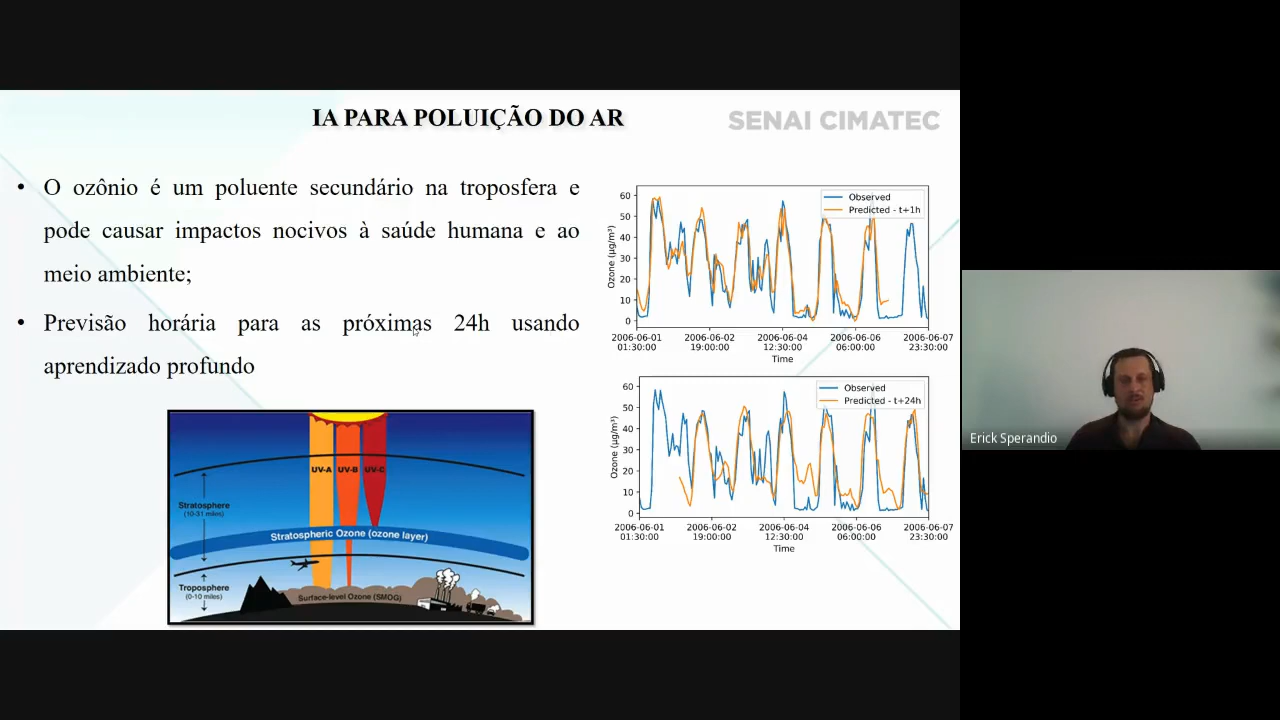 IA PARA POLUIÇÃO DO AR
SENAI CIMATEC
• O ozônio é um poluente secundário na troposfera e
pode causar impactos nocivos à saúde humana e ao
meio ambiente;
• Previsão horária para as próximas 24h usando
aprendizado profundo
UV-A UV-B UV-C
Stratosphere
(10-31 miles)
Stratospheric Ozone (ozone layer)
Troposphere
(0-10 miles)
Surface-level Ozone (SMOG)
Observed
Predicted - t+1h
Ozone (μg/m³)
60
50
40
30
20
10
0
2006-06-01 2006-06-02 2006-06-04 2006-06-06 2006-06-07
01:30:00 19:00:00 12:30:00 06:00:00 23:30:00
Time
Observed
Predicted - t+24h
Ozone (μg/m³)
60
50
40
30
20
10
0
2006-06-01 2006-06-02 2006-06-04 2006-06-06 2006-06-07
01:30:00 19:00:00 12:30:00 06:00:00 23:30:00
Time
Erick Sperandio